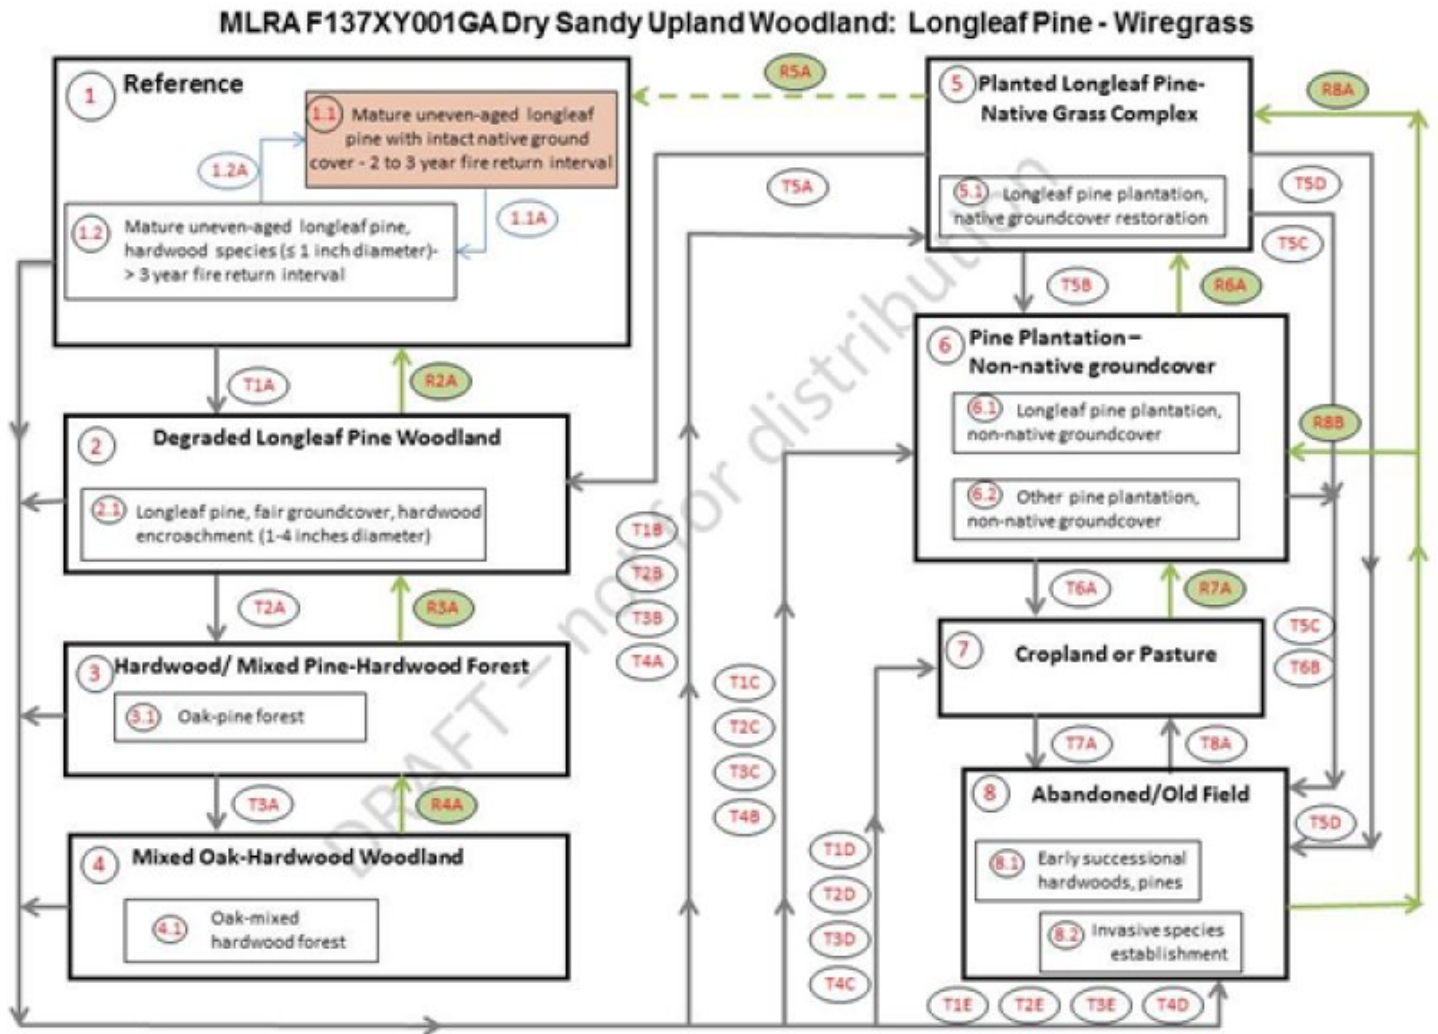 MLRA F137XY001GA Dry Sandy Upland Woodland: Longleaf Pine - Wiregrass
1
Reference
1.1
Mature uneven-aged longleaf
pine with intact native ground
cover - 2 to 3 year fire return interval
1.2A
1.1A
1.2
Mature uneven-aged longleaf pine,
hardwood species (≤ 1 inch diameter)-
> 3 year fire return interval
T1A
R2A
2
Degraded Longleaf Pine Woodland
2.1
Longleaf pine, fair groundcover, hardwood
encroachment (1-4 inches diameter)
T2A
R3A
3
Hardwood/ Mixed Pine-Hardwood Forest
3.1
Oak-pine forest
T3A
R4A
4
Mixed Oak-Hardwood Woodland
4.1
Oak-mixed
hardwood forest
R5A
T5A
T1B
T2B
T3B
T4A
T1C
T2C
T3C
T4B
T1D
T2D
T3D
T4C
5
Planted Longleaf Pine-
Native Grass Complex
5.1
Longleaf pine plantation,
native groundcover restoration
R8A
T5D
T5C
T5B
R6A
6
Pine Plantation –
Non-native groundcover
6.1
Longleaf pine plantation,
non-native groundcover
6.2
Other pine plantation,
non-native groundcover
R8B
T6A
R7A
7
Cropland or Pasture
T5C
T6B
T7A
T8A
8
Abandoned/Old Field
8.1
Early successional
hardwoods, pines
8.2
Invasive species
establishment
T5D
T1E
T2E
T3E
T4D
DRAFT – not for distribution